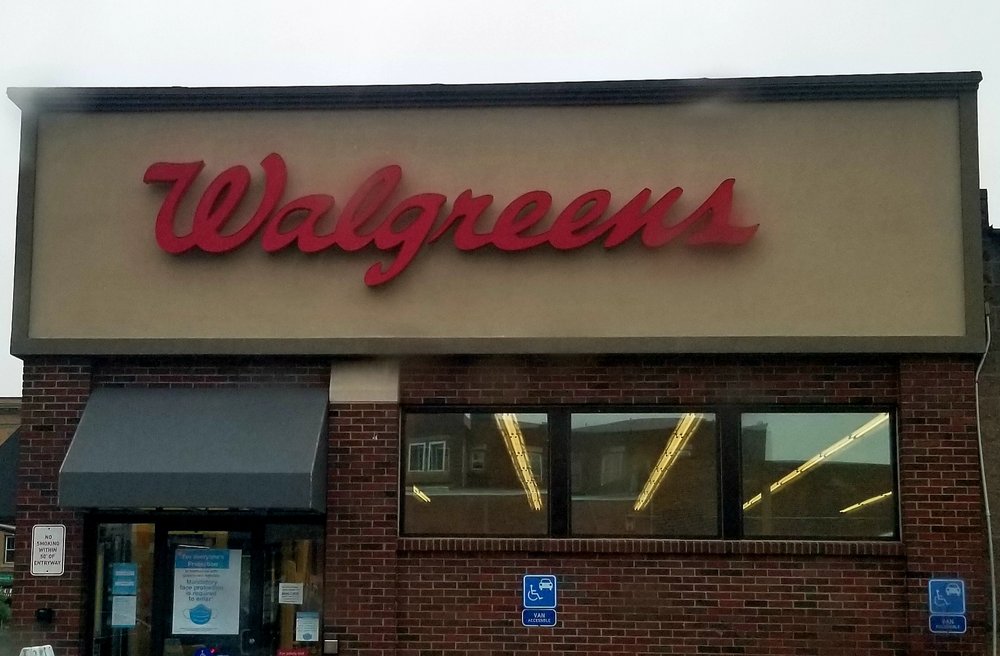 Walgreens
NO
SMOKING
WITHIN
50' OF
ENTRYWAY
For everyone's
Protection
Mandatory
face protection
is required
to enter
VAN
ACCESSIBLE
VAN
ACCESSIBLE